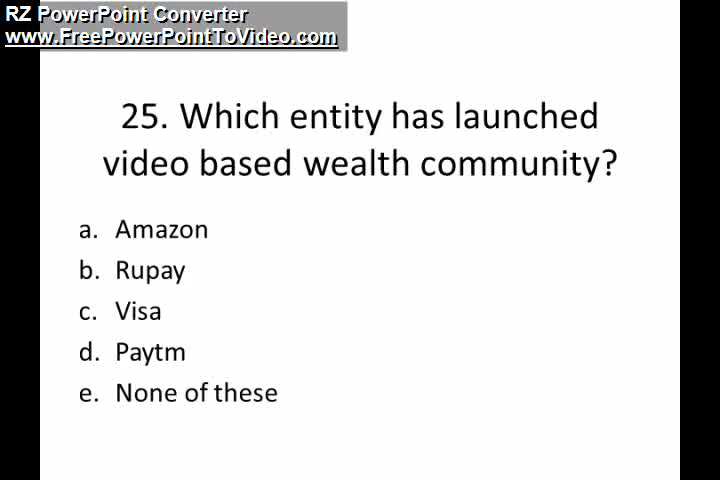 RZ PowerPoint Converter
www.FreePowerPointToVideo.com
25. Which entity has launched
video based wealth community?
a. Amazon
b. Rupay
c. Visa
d. Paytm
e. None of these